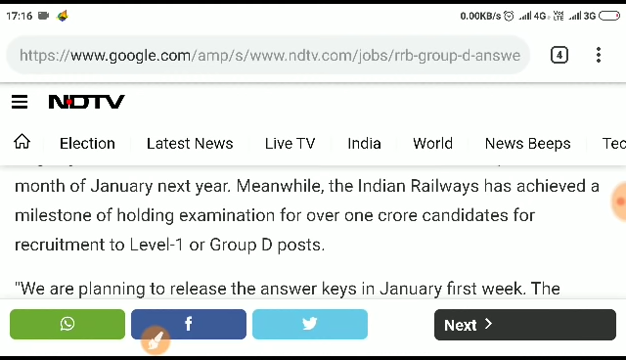 17:16 0.00KB/s 4G 3G
https://www.google.com/amp/s/www.ndtv.com/jobs/rrb-group-d-answe 4
NDTV
Election Latest News Live TV India World News Beeps Tec
month of January next year. Meanwhile, the Indian Railways has achieved a
milestone of holding examination for over one crore candidates for
recruitment to Level-1 or Group D posts.
"We are planning to release the answer keys in January first week. The
f Next